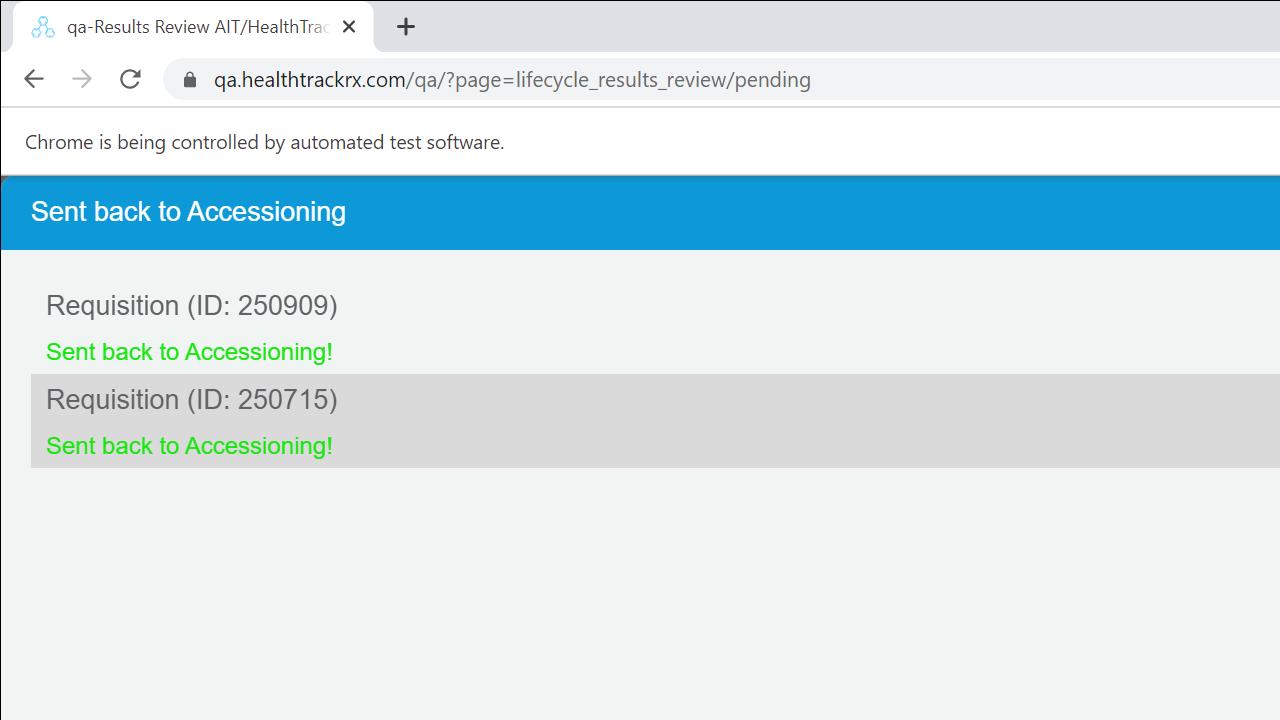 qa-Results Review AIT/HealthTrac
qa.healthtrackrx.com/qa/?page=lifecycle_results_review/pending
Chrome is being controlled by automated test software.
Sent back to Accessioning
Requisition (ID: 250909)
Sent back to Accessioning!
Requisition (ID: 250715)
Sent back to Accessioning!